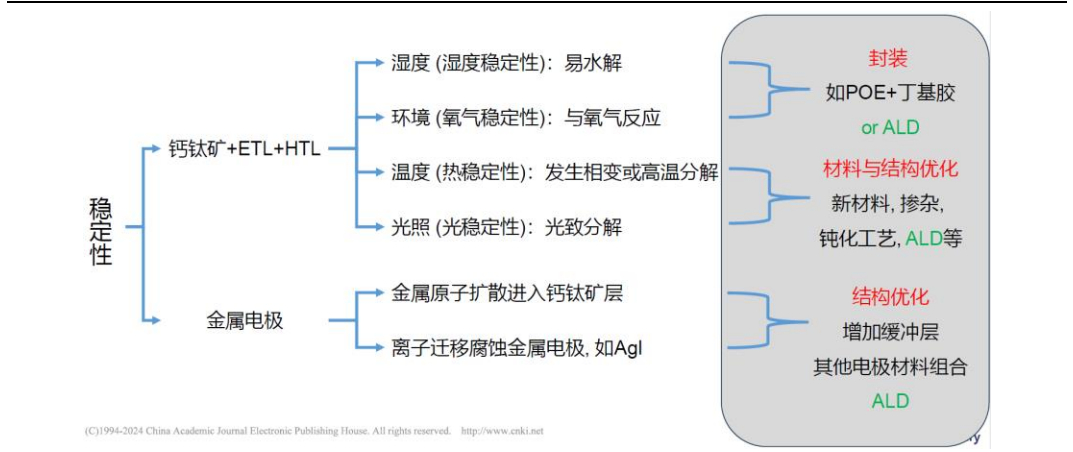 稳定性
钙钛矿+ETL+HTL
湿度 (湿度稳定性)：易水解
环境 (氧气稳定性)：与氧气反应
温度 (热稳定性)：发生相变或高温分解
光照 (光稳定性)：光致分解
金属电极
金属原子扩散进入钙钛矿层
离子迁移腐蚀金属电极, 如AgI
封装
如POE+丁基胶
or ALD
材料与结构优化
新材料, 掺杂,
钝化工艺, ALD等
结构优化
增加缓冲层
其他电极材料组合
ALD
(C)1994-2024 China Academic Journal Electronic Publishing House. All rights reserved. http://www.cnki.net